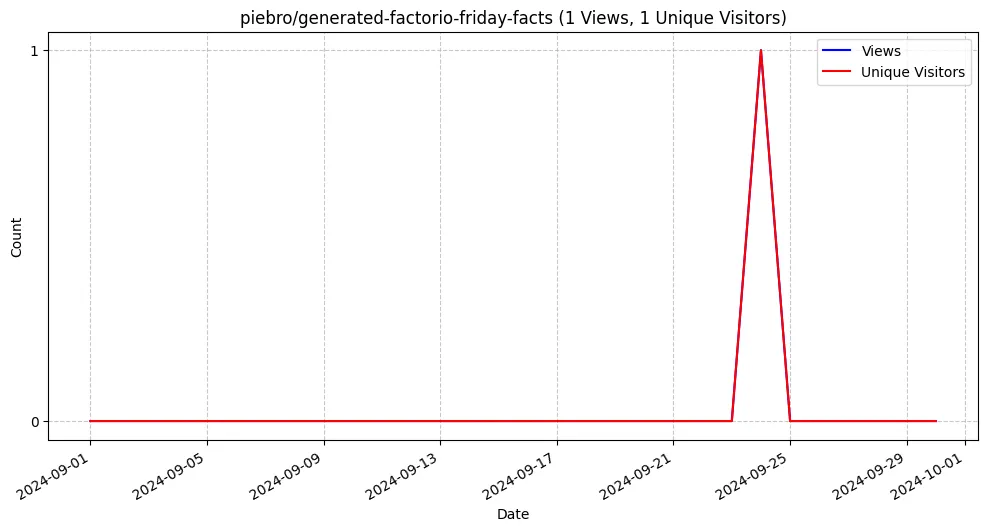 piebro/generated-factorio-friday-facts (1 Views, 1 Unique Visitors)
Views
Unique Visitors
1
0
Count
2024-09-01
2024-09-05
2024-09-09
2024-09-13
2024-09-17
2024-09-21
2024-09-25
2024-09-29
2024-10-01
Date